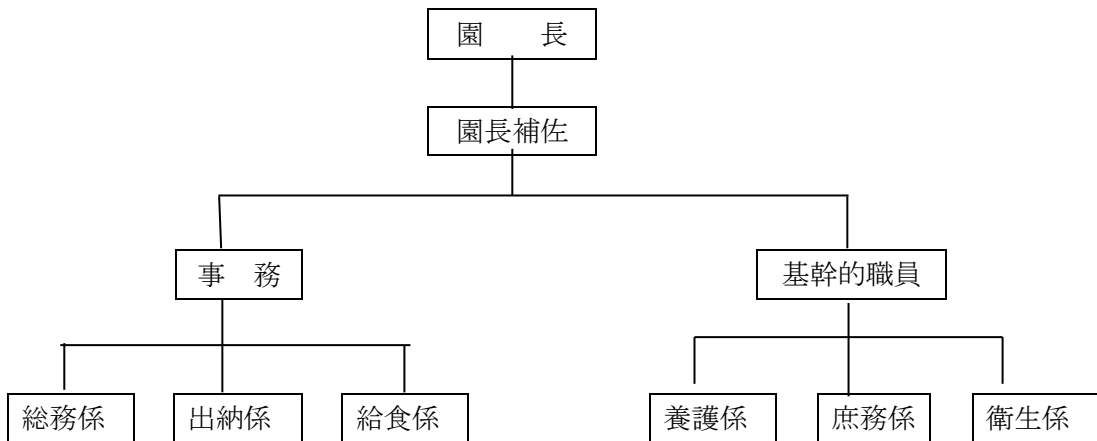 園　　長
園長補佐
事　務
基幹的職員
総務係
出納係
給食係
養護係
庶務係
衛生係